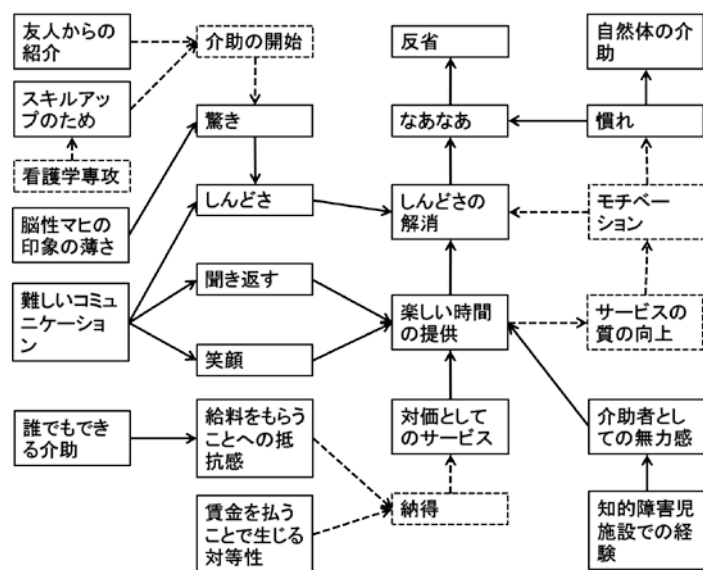 友人からの
紹介
介助の開始
反省
自然体の介
助
スキルアッ
プのため
驚き
なあなあ
慣れ
看護学専攻
脳性マヒの
印象の薄さ
しんどさ
しんどさの
解消
モチベー
ション
難しいコミュ
ニケーショ
ン
聞き返す
笑顔
楽しい時間
の提供
サービスの
質の向上
誰でもでき
る介助
給料をもらう
ことへの抵
抗感
対価として
のサービス
介助者とし
ての無力感
賃金を払う
ことで生じる
対等性
納得
知的障害児
施設での経
験